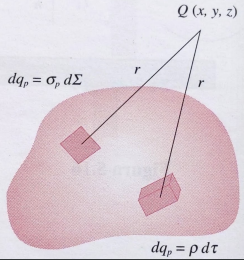 Q (x, y, z)
r
r
dq_p = σ_p dΣ
dq_p = ρ dτ